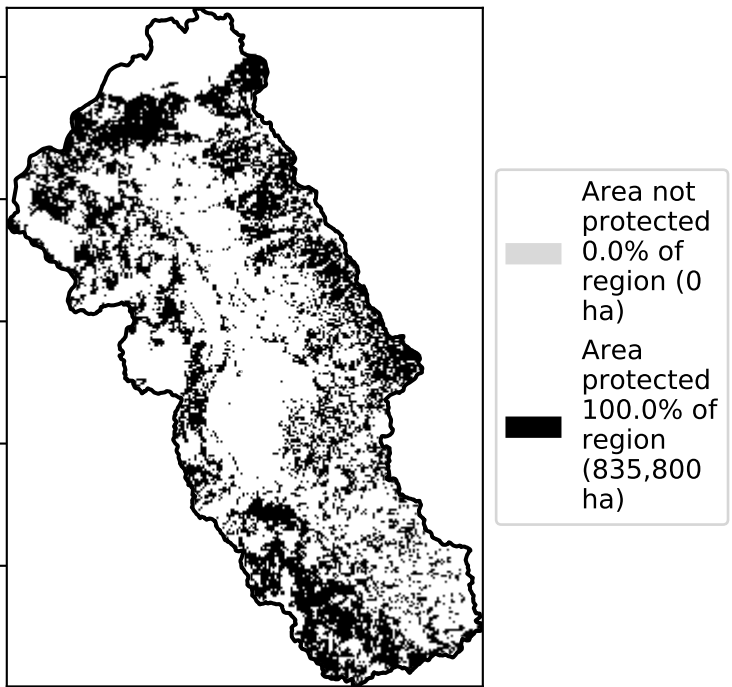 Area not
protected
0.0% of
region (0
ha)
Area
protected
100.0% of
region
(835,800
ha)